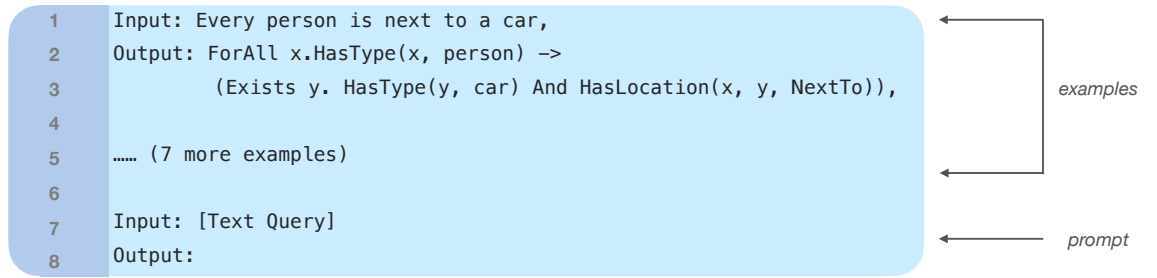 1 Input: Every person is next to a car,
2 Output: ForAll x.HasType(x, person) ->
3 (Exists y. HasType(y, car) And HasLocation(x, y, NextTo)),
4
5 …… (7 more examples)
6
7 Input: [Text Query]
8 Output:
examples
prompt